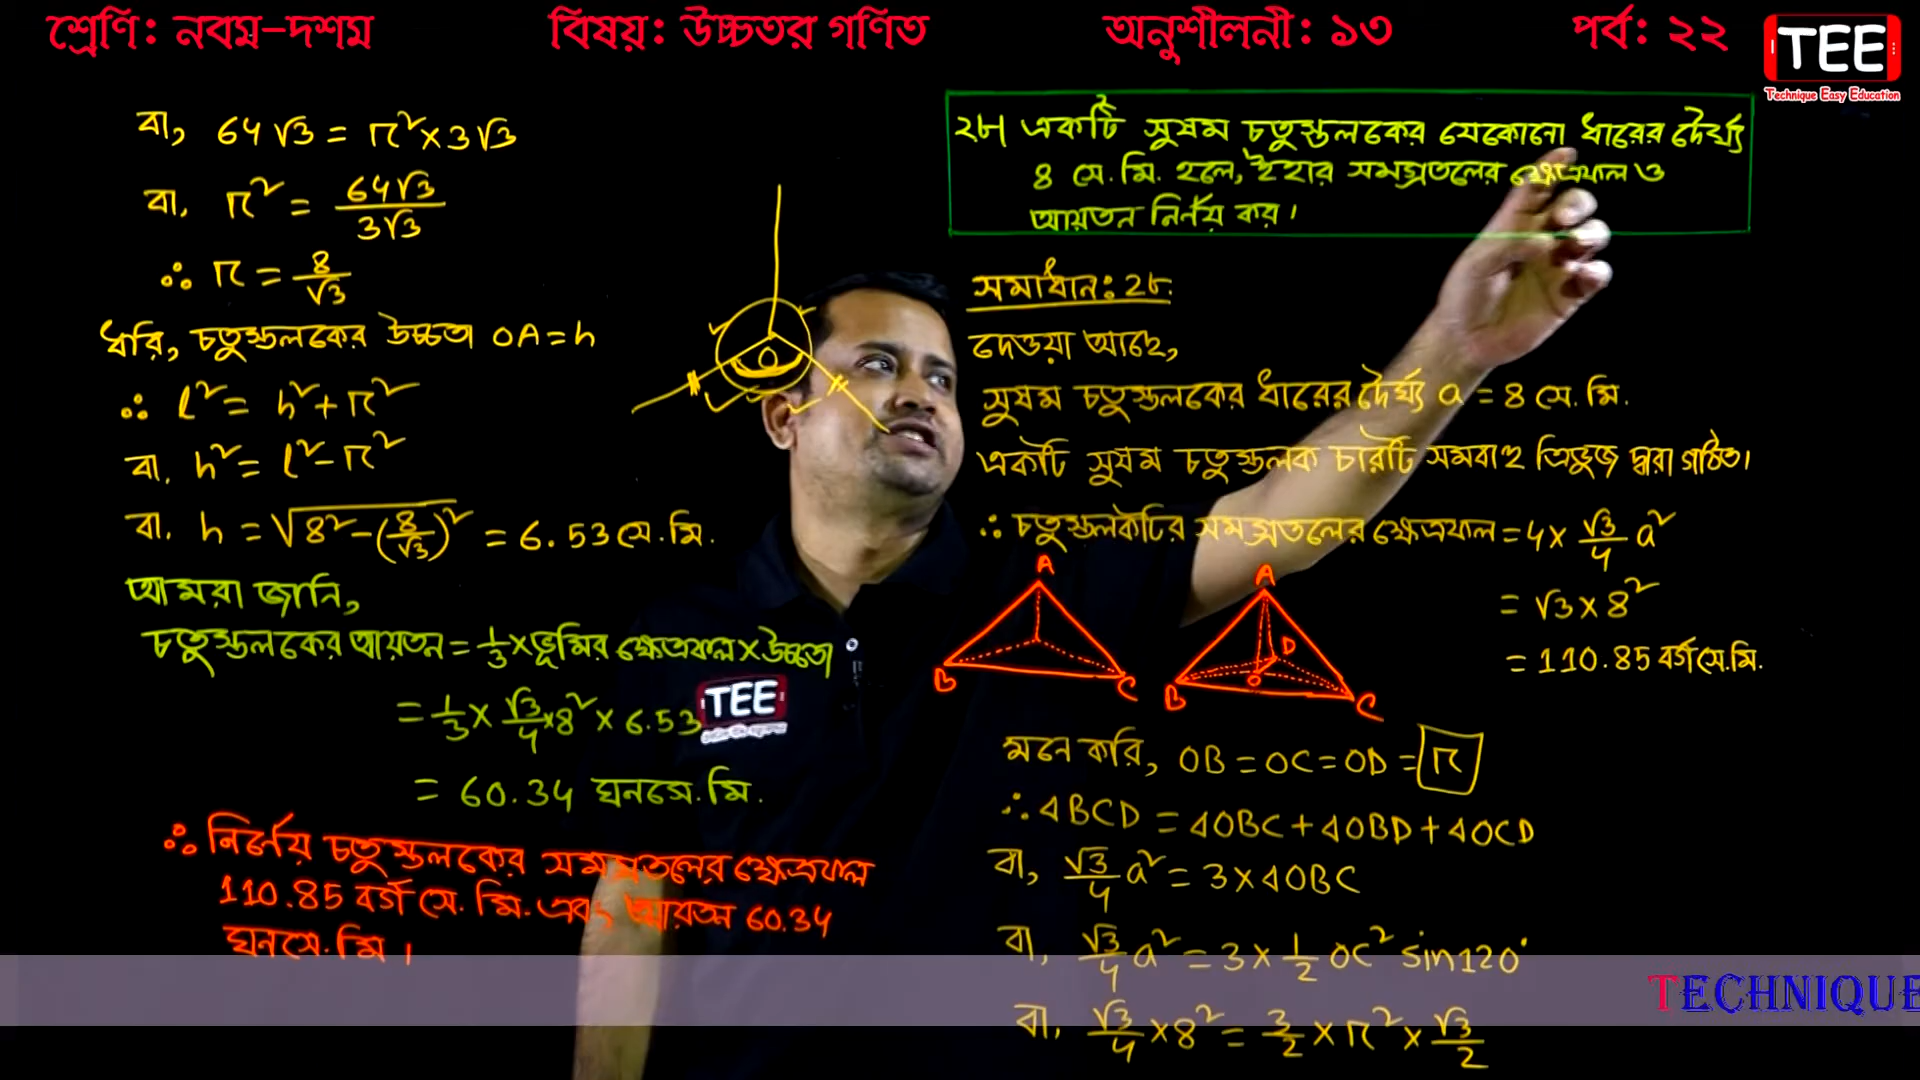 শ্রেণি: নবম-দশম বিষয়: উচ্চতর গণিত অনুশীলনী: ১৩ পর্ব: ২২
TEE
Technique Easy Education
২৮। একটি সুষম চতুস্তলকের যেকোনো ধারের দৈর্ঘ্য
৪ সে.মি. হলে, ইহার সমগ্রতলের ক্ষেত্রফল ও
আয়তন নির্ণয় কর।
সমাধান: ২৮.
দেওয়া আছে,
সুষম চতুস্তলকের ধারের দৈর্ঘ্য a = 8 সে.মি.
একটি সুষম চতুস্তলক চারটি সমবাহু ত্রিভুজ দ্বারা গঠিত।
∴ চতুস্তলকটির সমগ্রতলের ক্ষেত্রফল = 4 × √3/4 a²
= √3 × 8²
= 110.85 বর্গ সে.মি.
A
B
C
A
B
C
D
O
মনে করি, OB = OC = OD = r
∴ ΔBCD = ΔOBC + ΔOBD + ΔOCD
বা, √3/4 a² = 3 × ΔOBC
বা, √3/4 a² = 3 × 1/2 OC² sin120°
বা, √3/4 × 8² = 3/2 × r² × √3/2
বা, 64√3 = r² × 3√3
বা, r² = 64√3/3√3
∴ r = 8/√3
ধরি, চতুস্তলকের উচ্চতা OA = h
∴ l² = h² + r²
বা, h² = l² - r²
বা, h = √8² - (8/√3)² = 6.53 সে.মি.
আমরা জানি,
চতুস্তলকের আয়তন = 1/3 × ভূমির ক্ষেত্রফল × উচ্চতা
= 1/3 × √3/4 × 8² × 6.53
= 60.34 ঘনসে.মি.
∴ নির্ণেয় চতুস্তলকের সমগ্রতলের ক্ষেত্রফল
110.85 বর্গ সে.মি. এবং আয়তন 60.34
ঘনসে.মি।
O
TEE
TECHNIQUE